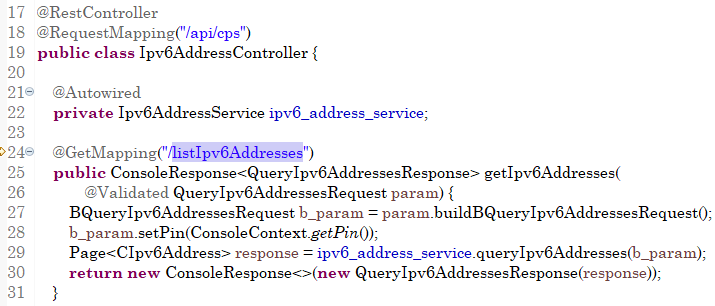 17 @RestController
18 @RequestMapping("/api/cps")
19 public class Ipv6AddressController {
20
21 @Autowired
22 private Ipv6AddressService ipv6_address_service;
23
24 @GetMapping("/listIpv6Addresses")
25 public ConsoleResponse<QueryIpv6AddressesResponse> getIpv6Addresses(
26 @Validated QueryIpv6AddressesRequest param) {
27 BQueryIpv6AddressesRequest b_param = param.buildBQueryIpv6AddressesRequest();
28 b_param.setPin(ConsoleContext.getPin());
29 Page<CIpv6Address> response = ipv6_address_service.queryIpv6Addresses(b_param);
30 return new ConsoleResponse<>(new QueryIpv6AddressesResponse(response));
31 }